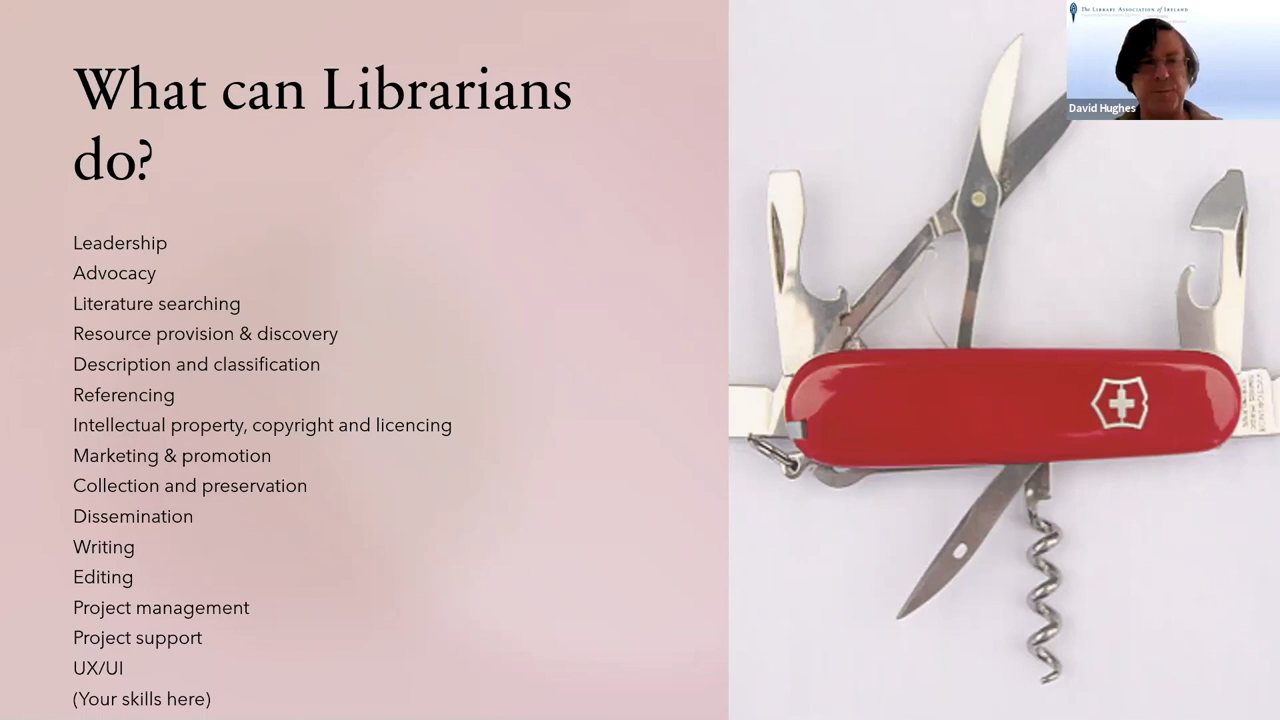 What can Librarians
do?
Leadership
Advocacy
Literature searching
Resource provision & discovery
Description and classification
Referencing
Intellectual property, copyright and licencing
Marketing & promotion
Collection and preservation
Dissemination
Writing
Editing
Project management
Project support
UX/UI
(Your skills here)
The Library Association of Ireland
David Hughes